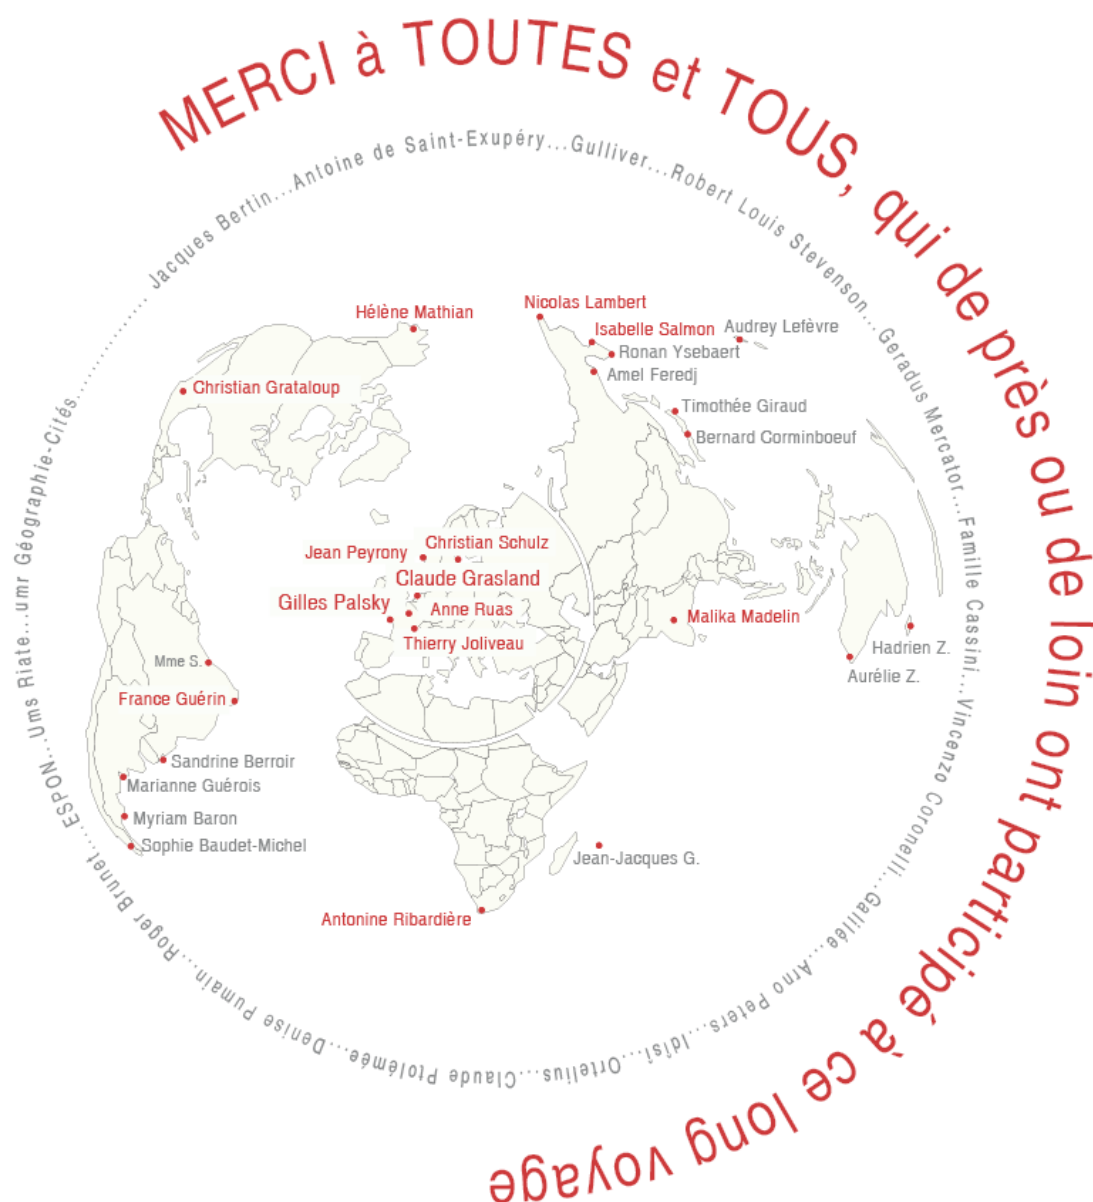 MERCI à TOUTES et TOUS, qui de près ou de loin ont participé à ce long voyage
Jacques Bertin...Antoine de Saint-Exupéry...Gulliver...Robert Louis Stevenson...Geradus Mercator...Famille Cassini...Vincenzo Coronelli...Galilée...Arno Peters...Idîsî...Ortelius...Claude Ptolémée...Denise Pumain...Roger Brunet...ESPON...Ums Riate...umr Géographie-Cités...............
Hélène Mathian
Nicolas Lambert
Isabelle Salmon
Audrey Lefèvre
Ronan Ysebaert
Amel Feredj
Christian Grataloup
Timothée Giraud
Bernard Corminboeuf
Jean Peyrony
Christian Schulz
Claude Grasland
Gilles Palsky
Anne Ruas
Malika Madelin
Thierry Joliveau
Hadrien Z.
Mme S.
Aurélie Z.
France Guérin
Sandrine Berroir
Marianne Guérois
Myriam Baron
Sophie Baudet-Michel
Jean-Jacques G.
Antonine Ribardière